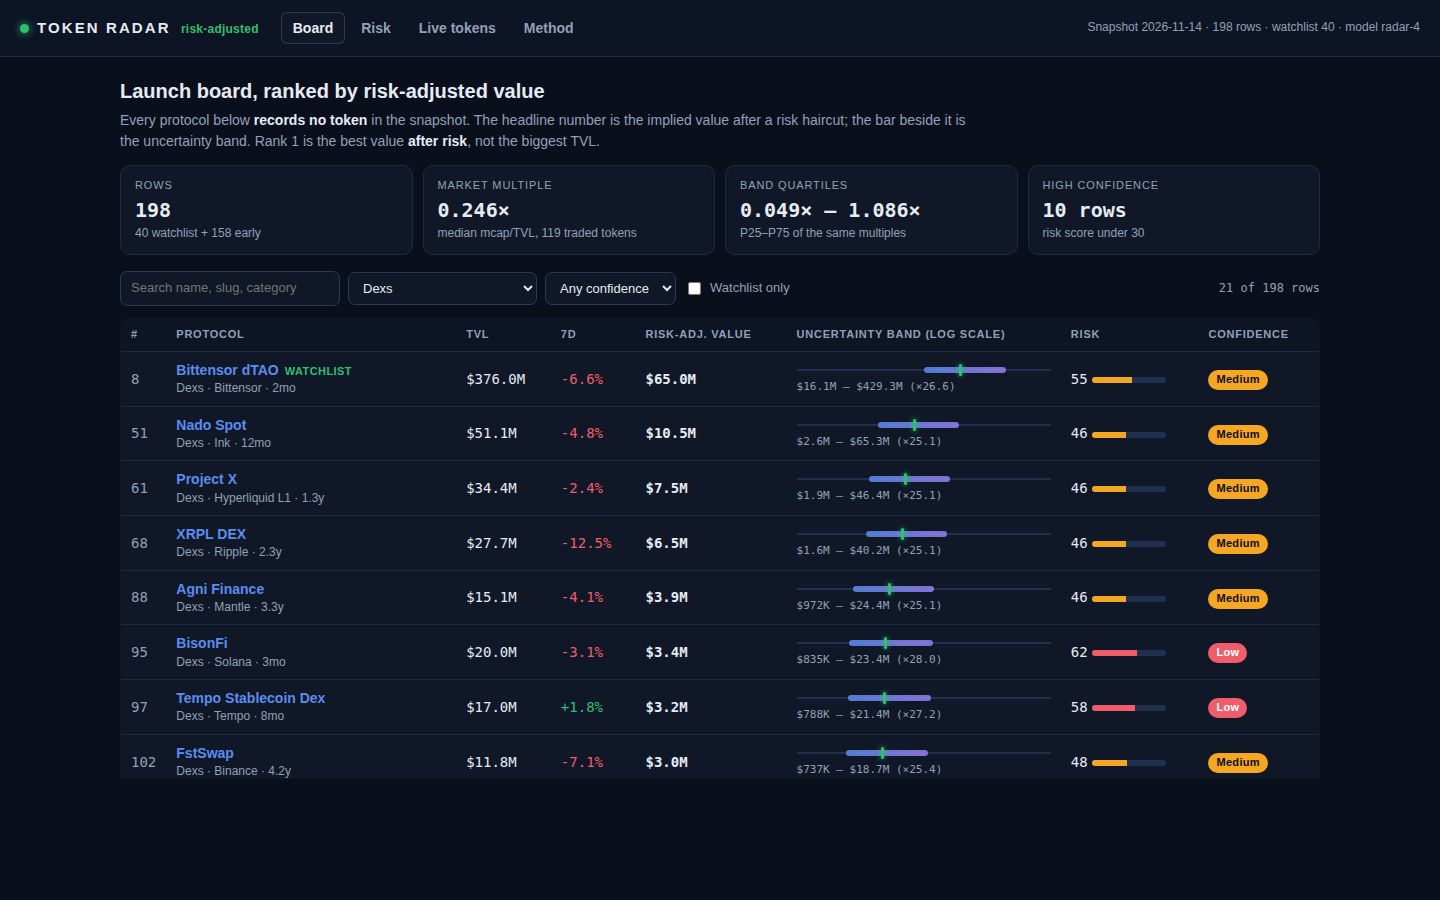 TOKEN RADAR risk-adjusted Board Risk Live tokens Method Snapshot 2026-11-14 · 198 rows · watchlist 40 · model radar-4
Launch board, ranked by risk-adjusted value
Every protocol below records no token in the snapshot. The headline number is the implied value after a risk haircut; the bar beside it is
the uncertainty band. Rank 1 is the best value after risk, not the biggest TVL.
ROWS MARKET MULTIPLE BAND QUARTILES HIGH CONFIDENCE
198 0.246× 0.049× — 1.086× 10 rows
40 watchlist + 158 early median mcap/TVL, 119 traded tokens P25–P75 of the same multiples risk score under 30
Search name, slug, category Dexs Any confidence Watchlist only 21 of 198 rows
# PROTOCOL TVL 7D RISK-ADJ. VALUE UNCERTAINTY BAND (LOG SCALE) RISK CONFIDENCE
8 Bittensor dTAO WATCHLIST $376.0M -6.6% $65.0M 55 Medium
Dexs · Bittensor · 2mo $16.1M — $429.3M (×26.6)
51 Nado Spot $51.1M -4.8% $10.5M 46 Medium
Dexs · Ink · 12mo $2.6M — $65.3M (×25.1)
61 Project X $34.4M -2.4% $7.5M 46 Medium
Dexs · Hyperliquid L1 · 1.3y $1.9M — $46.4M (×25.1)
68 XRPL DEX $27.7M -12.5% $6.5M 46 Medium
Dexs · Ripple · 2.3y $1.6M — $40.2M (×25.1)
88 Agni Finance $15.1M -4.1% $3.9M 46 Medium
Dexs · Mantle · 3.3y $972K — $24.4M (×25.1)
95 BisonFi $20.0M -3.1% $3.4M 62 Low
Dexs · Solana · 3mo $835K — $23.4M (×28.0)
97 Tempo Stablecoin Dex $17.0M +1.8% $3.2M 58 Low
Dexs · Tempo · 8mo $788K — $21.4M (×27.2)
102 FstSwap $11.8M -7.1% $3.0M 48 Medium
Dexs · Binance · 4.2y $737K — $18.7M (×25.4)